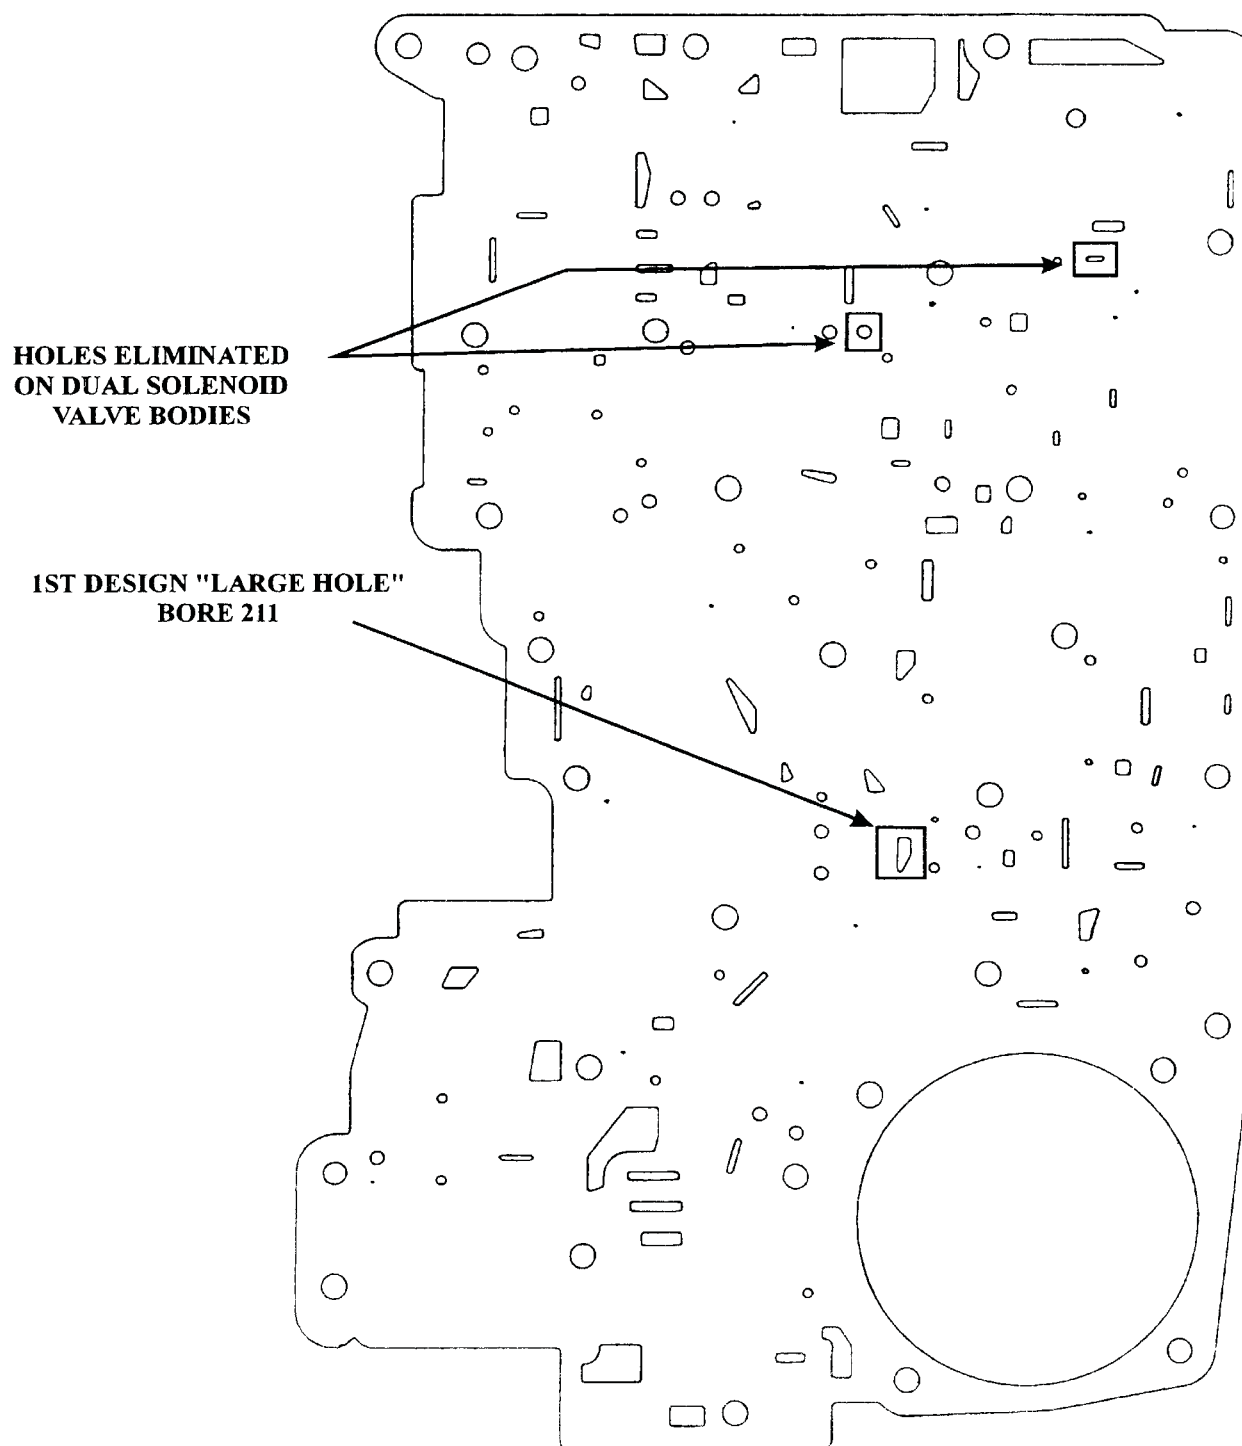 HOLES ELIMINATED
ON DUAL SOLENOID
VALVE BODIES
1ST DESIGN "LARGE HOLE"
BORE 211